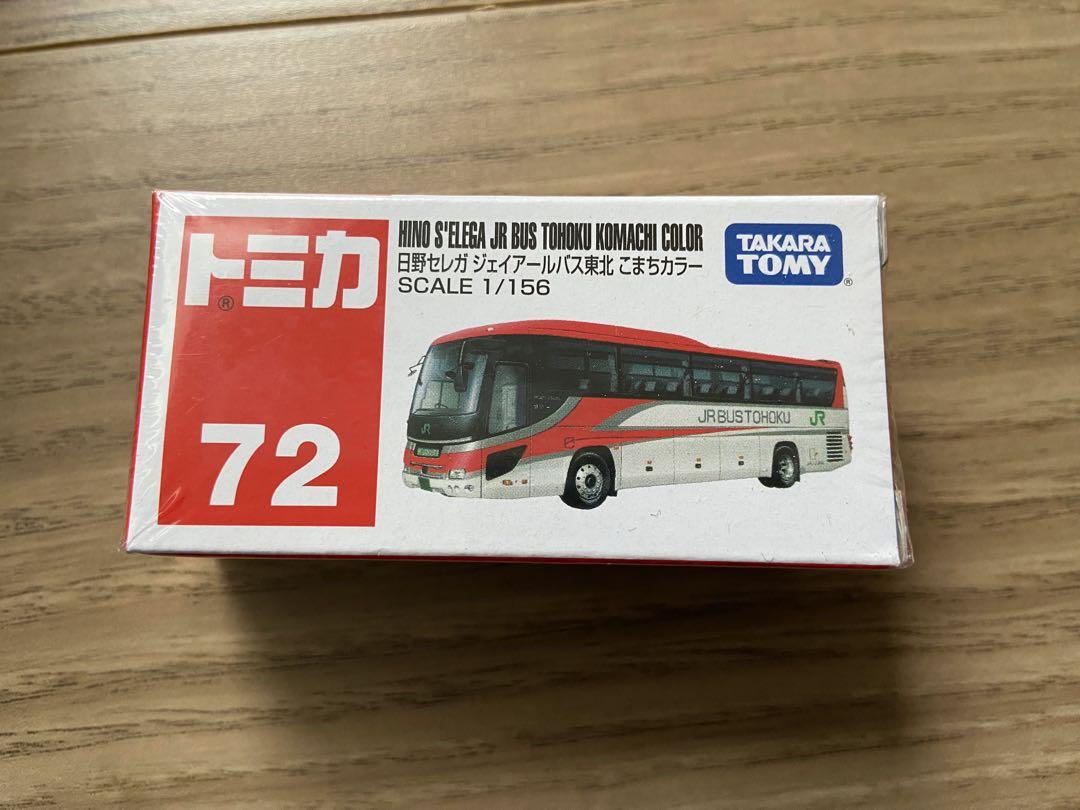 トミカ®
72
HINO S'ELEGA JR BUS TOHOKU KOMACHI COLOR
日野セレガ ジェイアールバス東北 こまちカラー
SCALE 1/156
TAKARA
TOMY®
JR BUS TOHOKU JR
JR